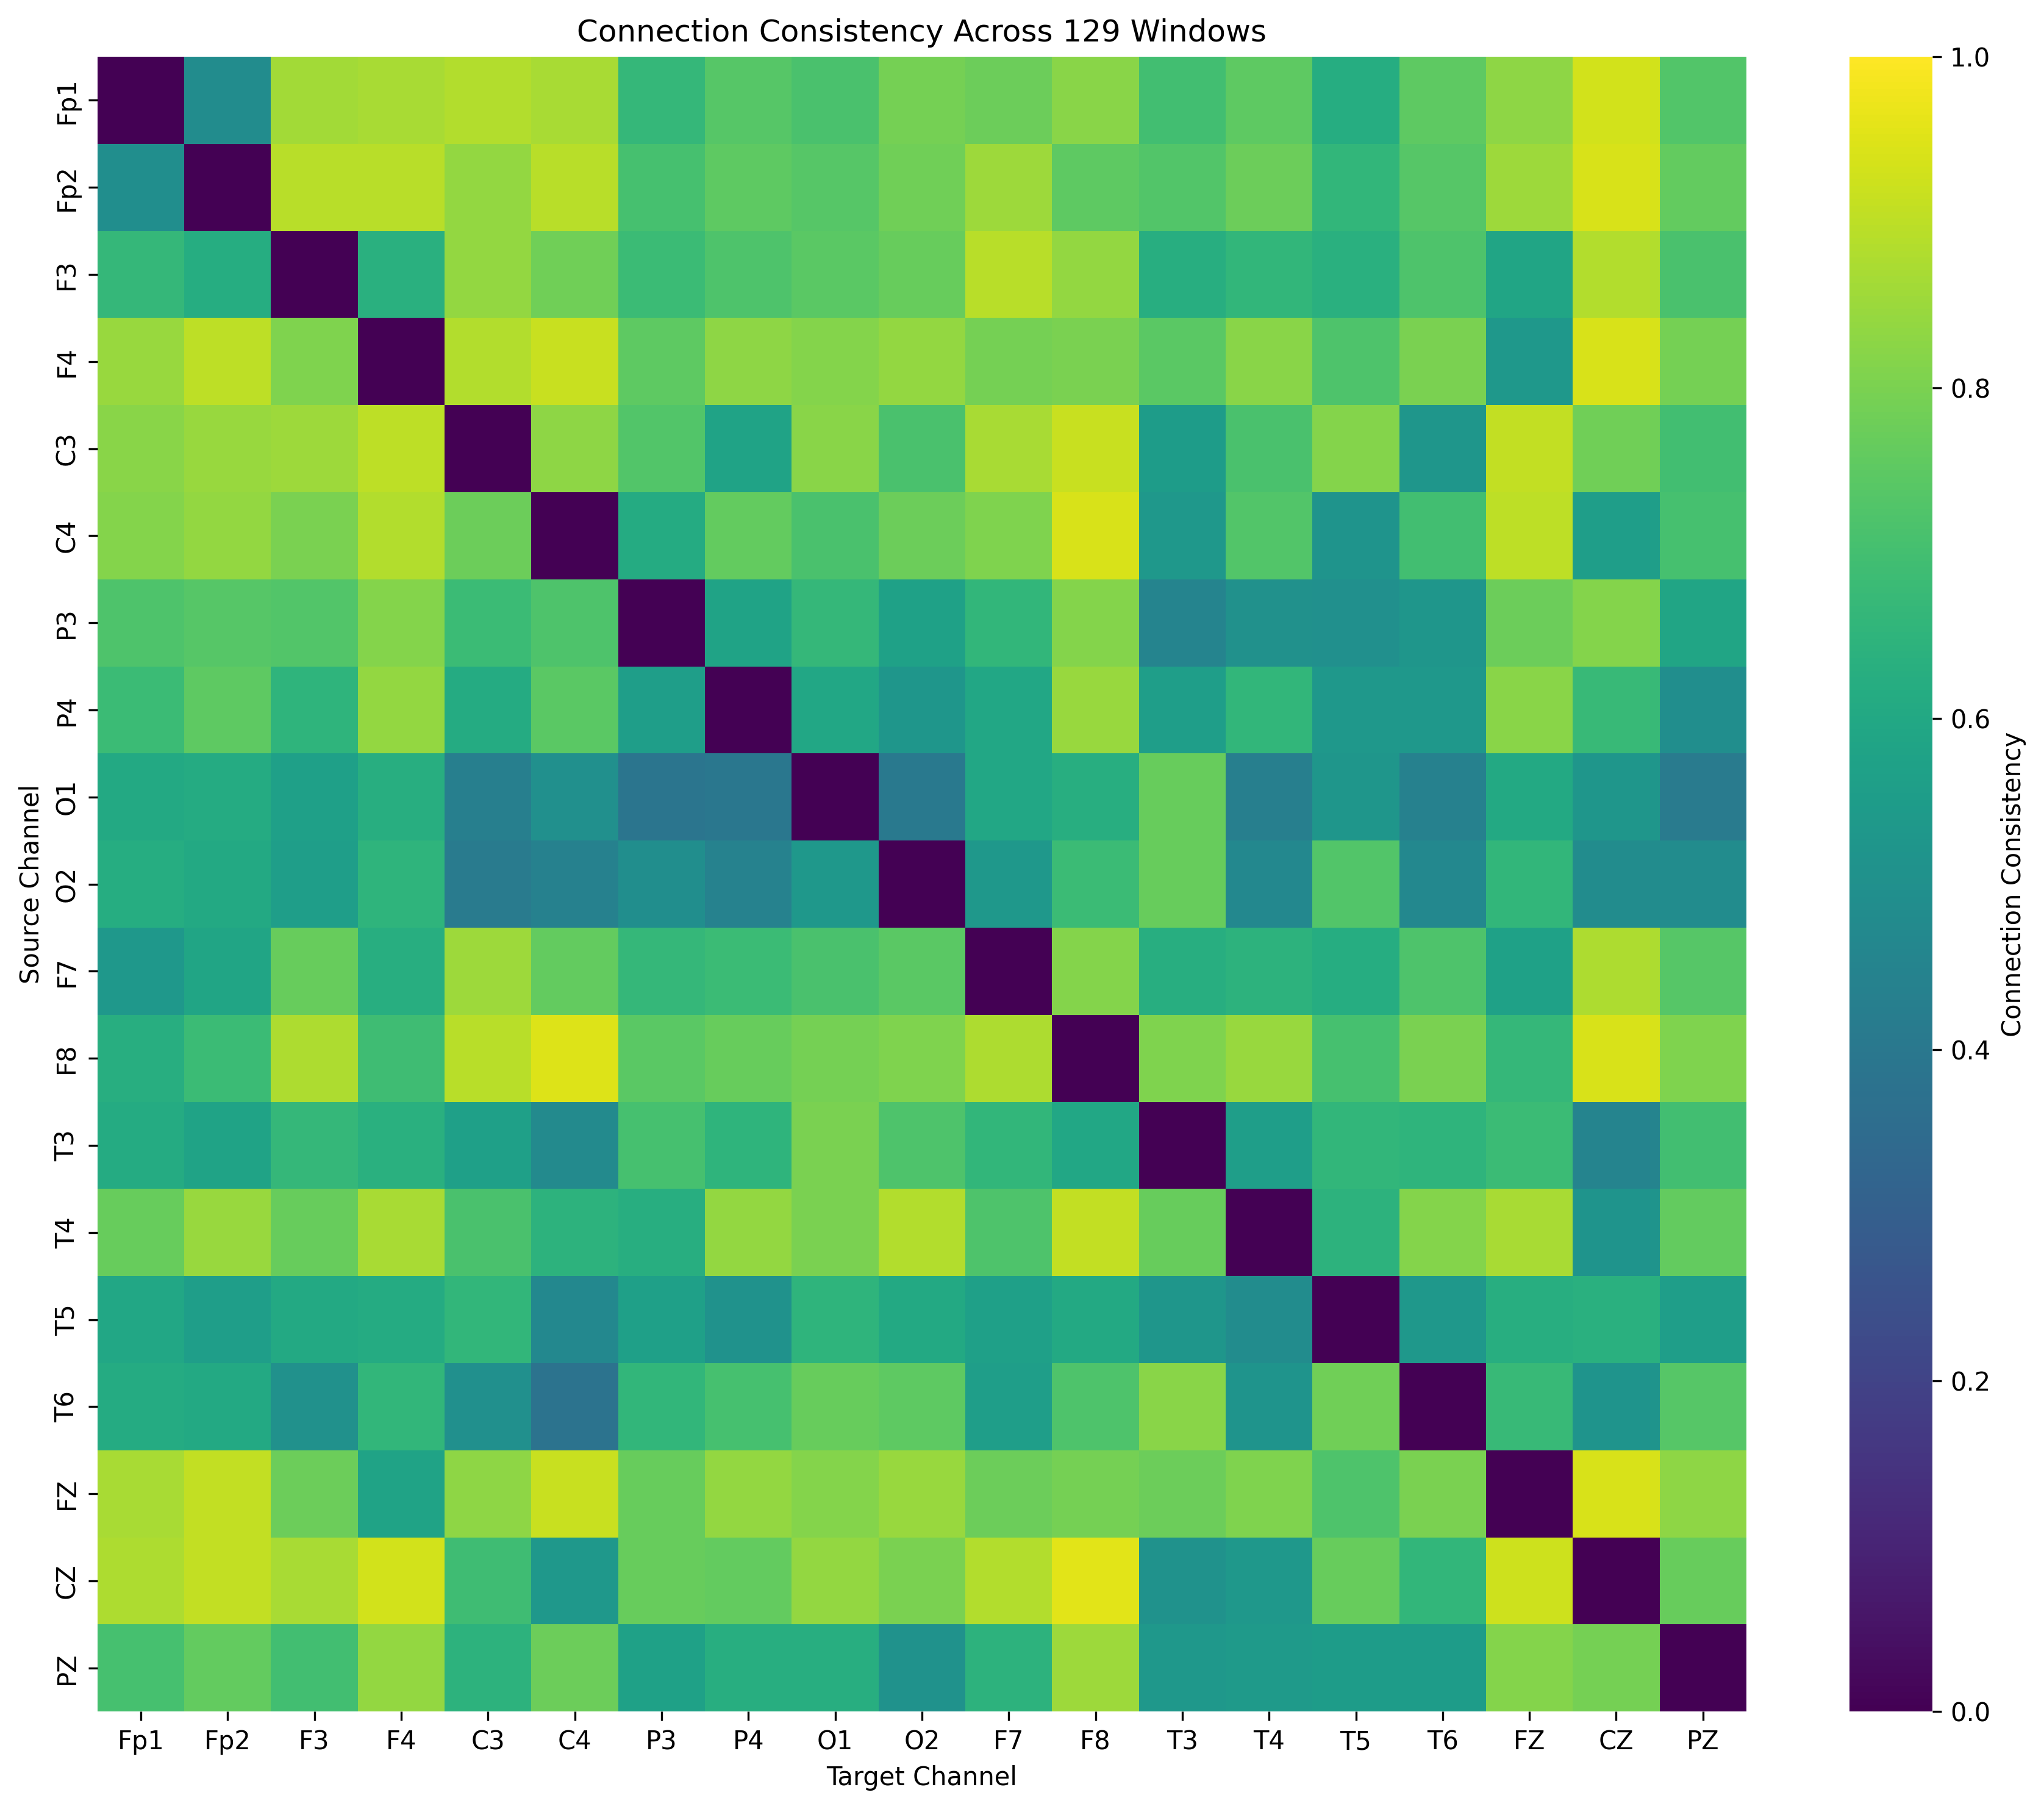 Connection Consistency Across 129 Windows
Source Channel
Fp1
Fp2
F3
F4
C3
C4
P3
P4
O1
O2
F7
F8
T3
T4
T5
T6
FZ
CZ
PZ
Fp1 Fp2 F3 F4 C3 C4 P3 P4 O1 O2 F7 F8 T3 T4 T5 T6 FZ CZ PZ
Target Channel
1.0
0.8
0.6
0.4
0.2
0.0
Connection Consistency